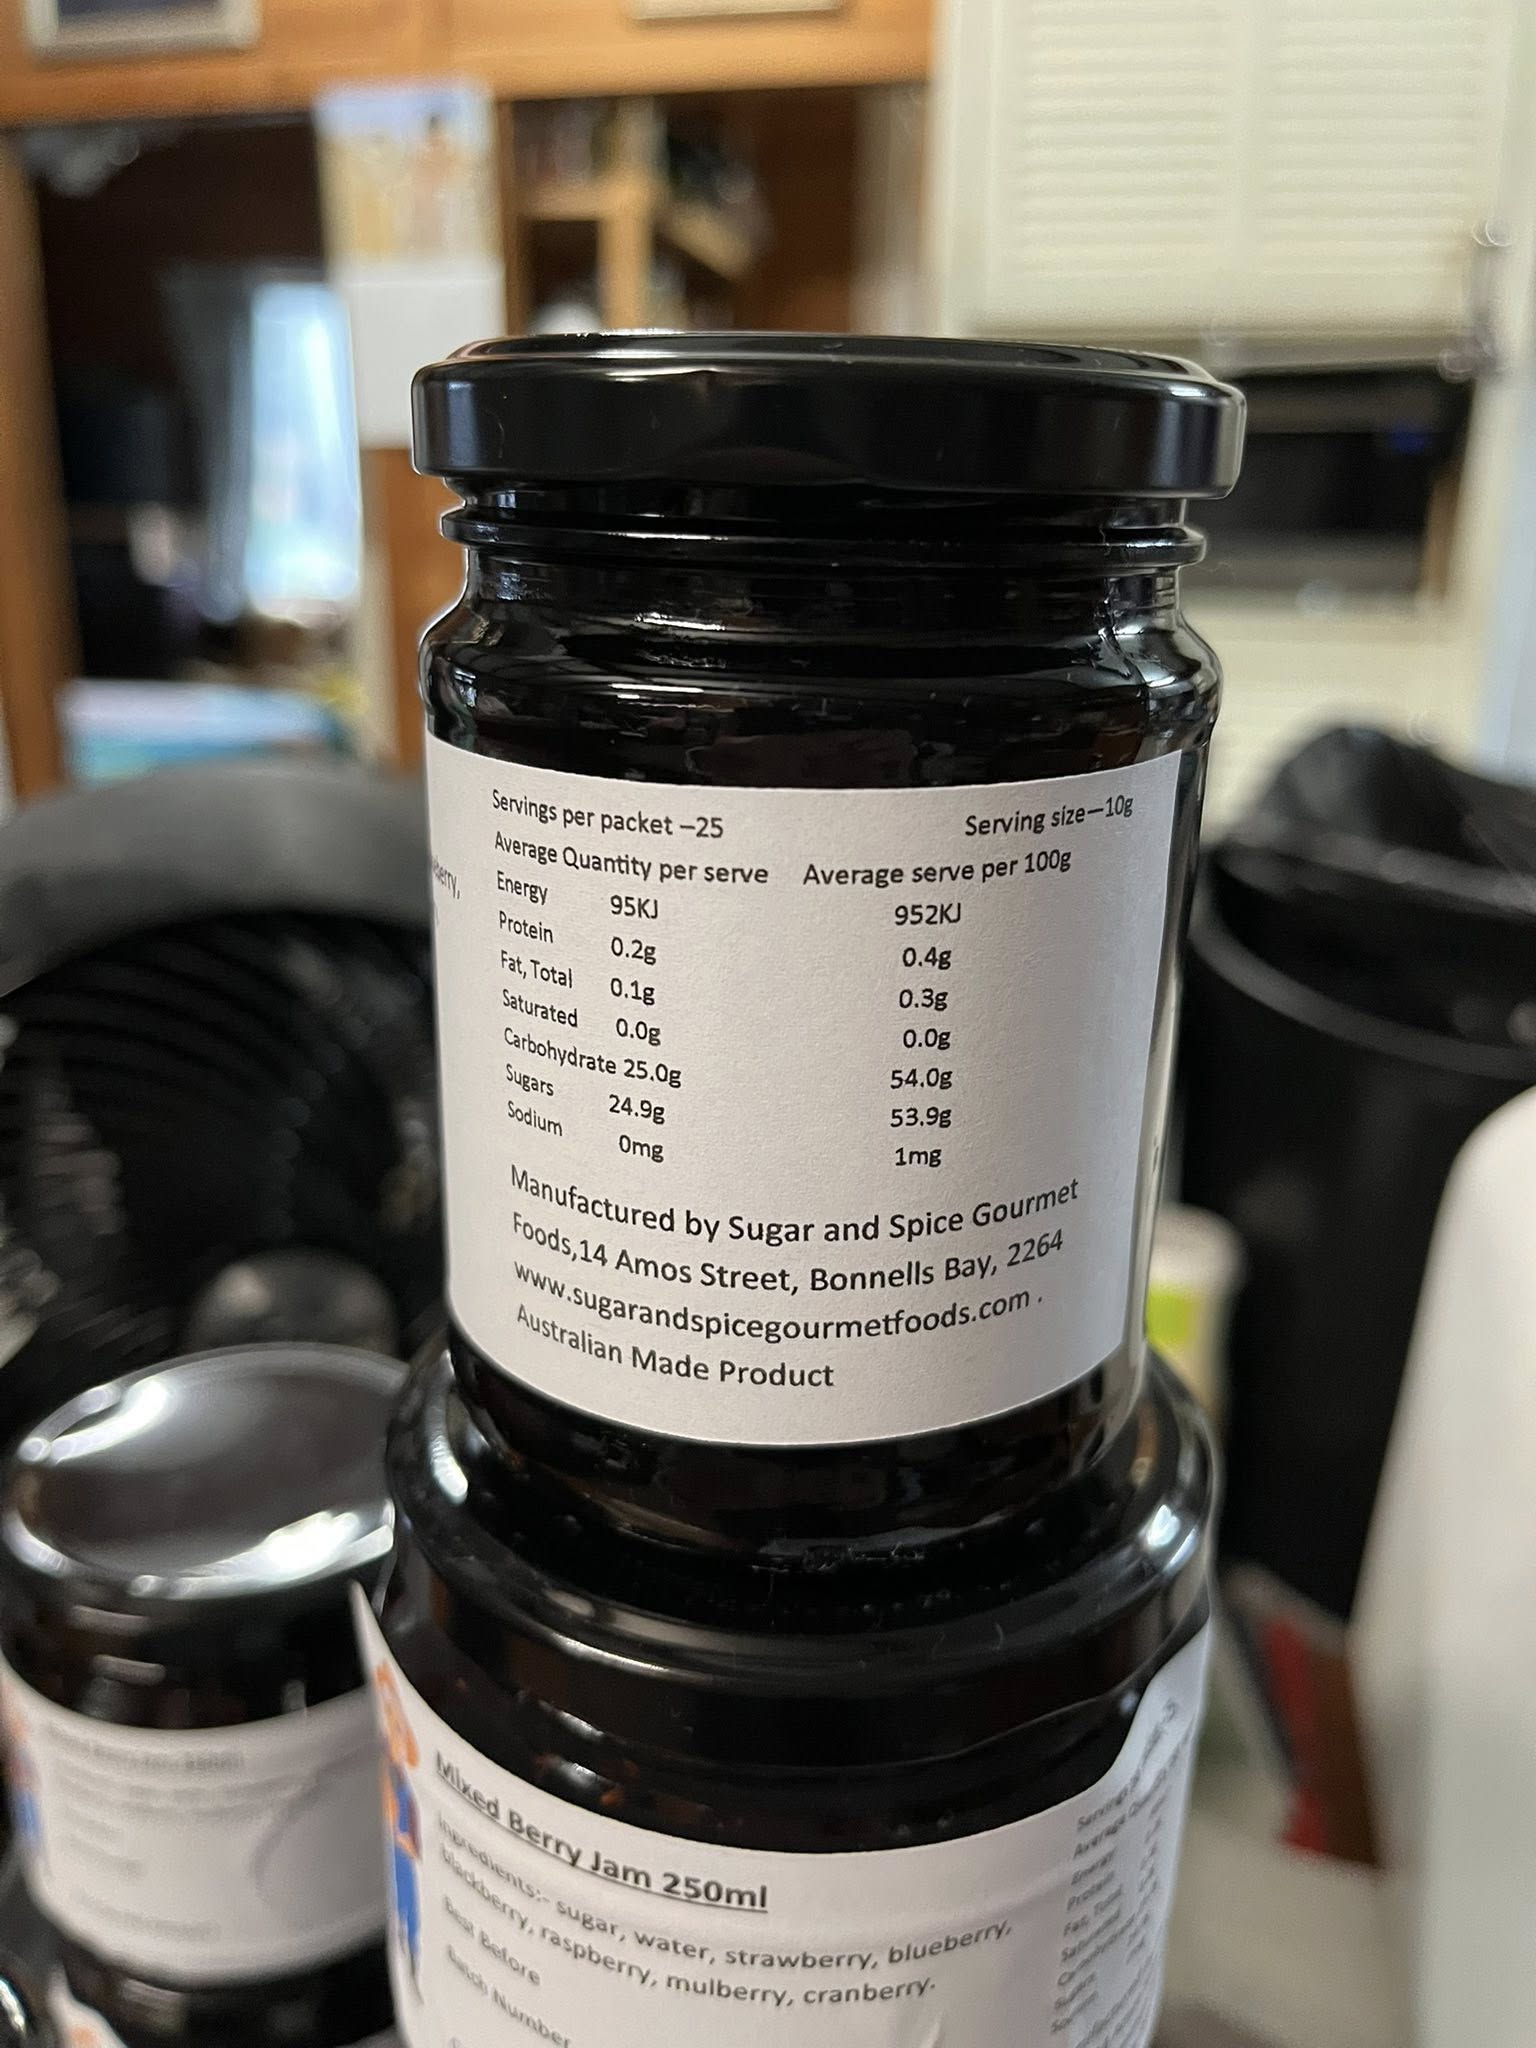 Servings per packet –25 Serving size—10g
Average Quantity per serve Average serve per 100g
Energy 95KJ 952KJ
Protein 0.2g 0.4g
Fat, Total 0.1g 0.3g
Saturated 0.0g 0.0g
Carbohydrate 25.0g 54.0g
Sugars 24.9g 53.9g
Sodium 0mg 1mg
Manufactured by Sugar and Spice Gourmet
Foods,14 Amos Street, Bonnells Bay, 2264
www.sugarandspicegourmetfoods.com .
Australian Made Product
Mixed Berry Jam 250ml
Ingredients:- sugar, water, strawberry, blueberry,
blackberry, raspberry, mulberry, cranberry.
Best Before
Batch Number
Energy
Protein
Fat, Total